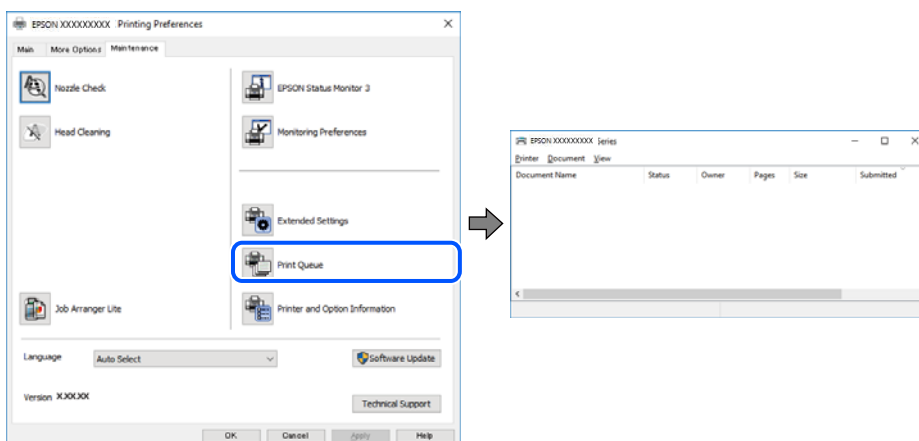 EPSON XXXXXXXXX Printing Preferences
Main More Options Maintenance
Nozzle Check
Head Cleaning
Job Arranger Lite
EPSON Status Monitor 3
Monitoring Preferences
Extended Settings
Print Queue
Printer and Option Information
Language Auto Select Software Update
Version X.XX.XX
Technical Support
OK Cancel Apply Help
EPSON XXXXXXXXX Series
Printer Document View
Document Name Status Owner Pages Size Submitted